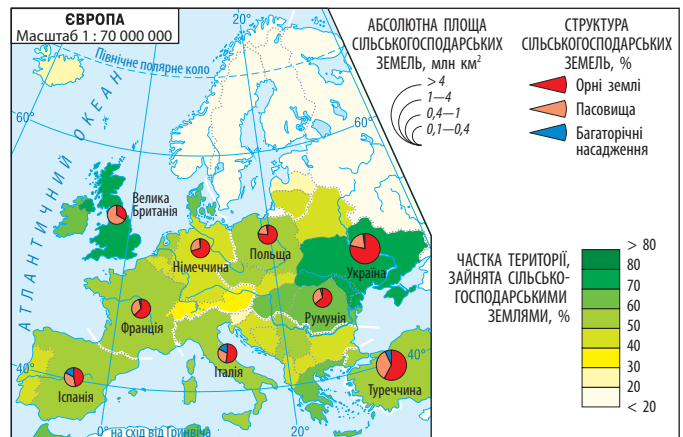 ЄВРОПА
Масштаб 1 : 70 000 000
20°
0°
20°
Північне полярне коло
60°
60°
АТЛАНТИЧНИЙ ОКЕАН
Велика
Британія
Німеччина
Польща
Україна
Франція
Румунія
Італія
Іспанія
Туреччина
40°
40°
0° на схід від Гринвіча
20°
АБСОЛЮТНА ПЛОЩА
СІЛЬСЬКОГОСПОДАРСЬКИХ
ЗЕМЕЛЬ, млн км²
> 4
1—4
0,4—1
0,1—0,4
СТРУКТУРА
СІЛЬСЬКОГОСПОДАРСЬКИХ
ЗЕМЕЛЬ, %
Орні землі
Пасовища
Багаторічні
насадження
ЧАСТКА ТЕРИТОРІЇ,
ЗАЙНЯТА СІЛЬСЬКО-
ГОСПОДАРСЬКИМИ
ЗЕМЛЯМИ, %
> 80
80
70
60
50
40
30
20
< 20